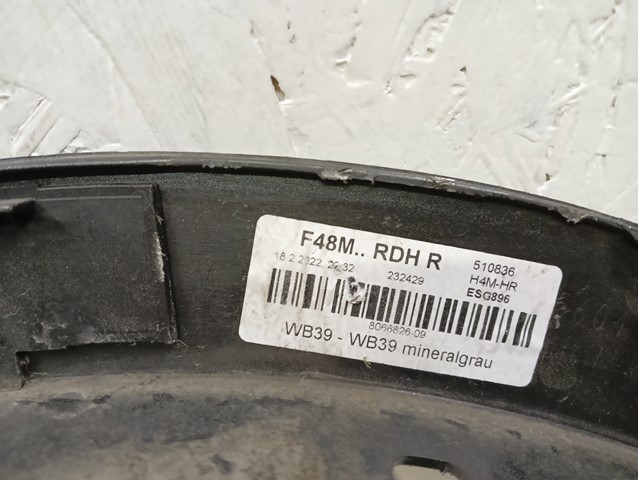 F48M.. RDH R 510836
18.2.2022 22:32 232429 H4M-HR
ESG896
8066826-09
WB39 - WB39 mineralgrau